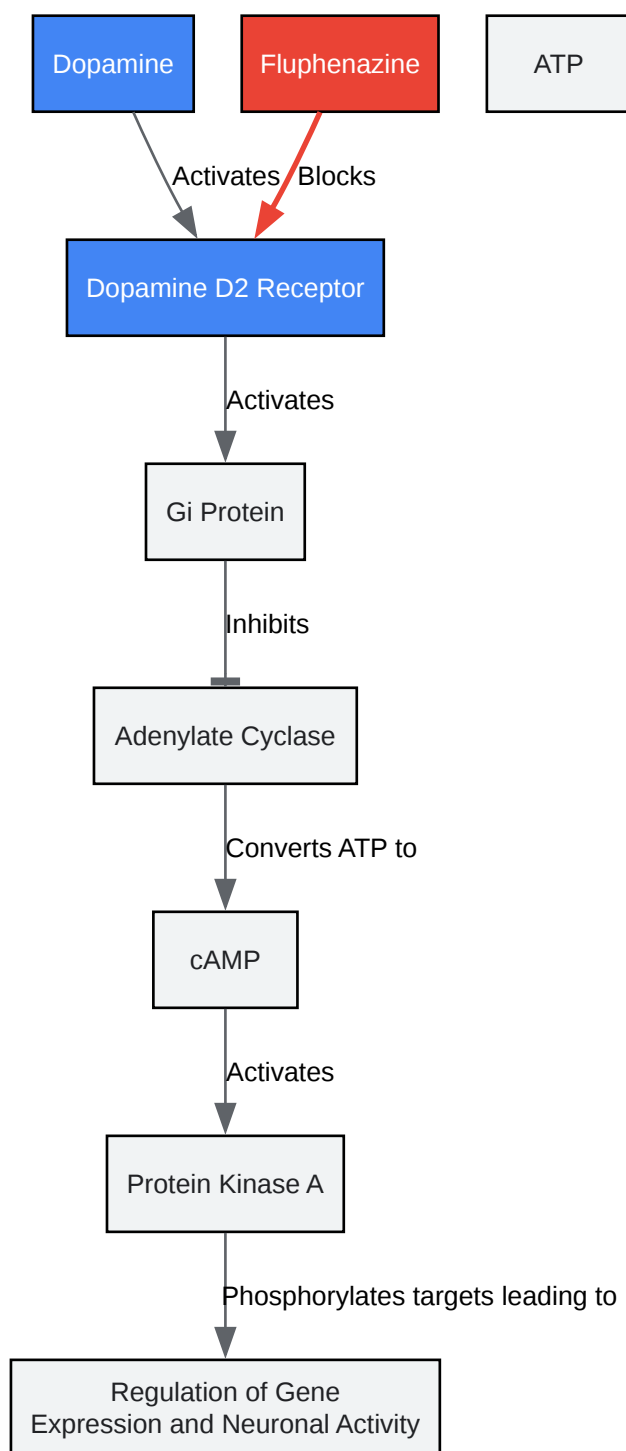 Dopamine
Fluphenazine
ATP
Activates
Blocks
Dopamine D2 Receptor
Activates
Gi Protein
Inhibits
Adenylate Cyclase
Converts ATP to
cAMP
Activates
Protein Kinase A
Phosphorylates targets leading to
Regulation of Gene
Expression and Neuronal Activity